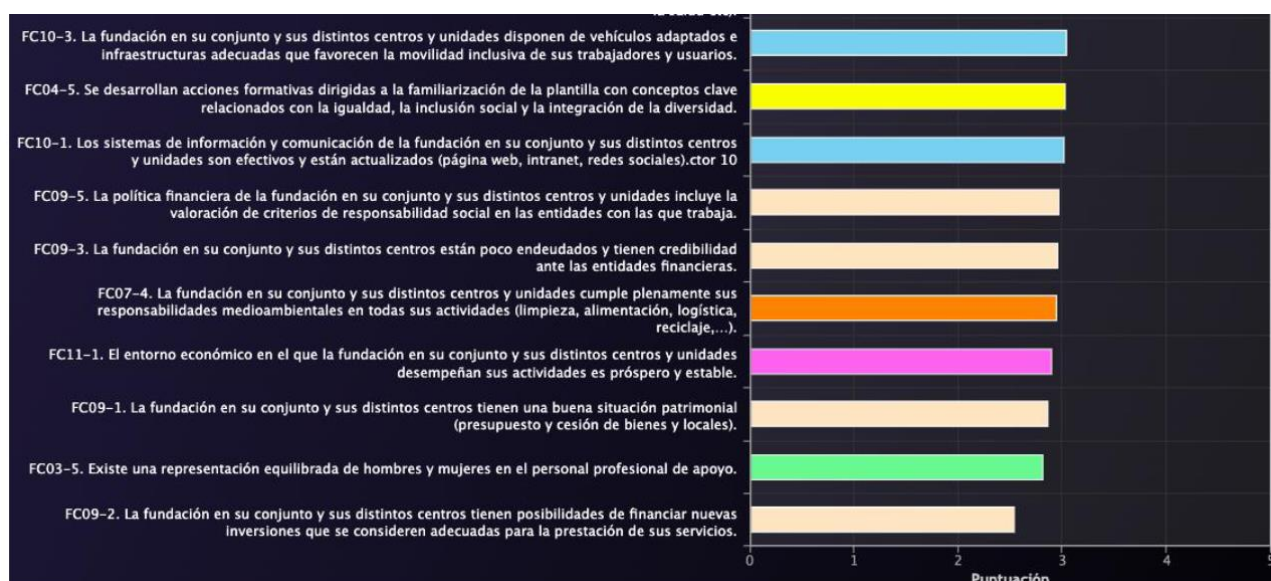 FC10-3. La fundación en su conjunto y sus distintos centros y unidades disponen de vehículos adaptados e
infraestructuras adecuadas que favorecen la movilidad inclusiva de sus trabajadores y usuarios.
FC04-5. Se desarrollan acciones formativas dirigidas a la familiarización de la plantilla con conceptos clave
relacionados con la igualdad, la inclusión social y la integración de la diversidad.
FC10-1. Los sistemas de información y comunicación de la fundación en su conjunto y sus distintos centros
y unidades son efectivos y están actualizados (página web, intranet, redes sociales).ctor 10
FC09-5. La política financiera de la fundación en su conjunto y sus distintos centros y unidades incluye la
valoración de criterios de responsabilidad social en las entidades con las que trabaja.
FC09-3. La fundación en su conjunto y sus distintos centros están poco endeudados y tienen credibilidad
ante las entidades financieras.
FC07-4. La fundación en su conjunto y sus distintos centros y unidades cumple plenamente sus
responsabilidades medioambientales en todas sus actividades (limpieza, alimentación, logística,
reciclaje,...).
FC11-1. El entorno económico en el que la fundación en su conjunto y sus distintos centros y unidades
desempeñan sus actividades es próspero y estable.
FC09-1. La fundación en su conjunto y sus distintos centros tienen una buena situación patrimonial
(presupuesto y cesión de bienes y locales).
FC03-5. Existe una representación equilibrada de hombres y mujeres en el personal profesional de apoyo.
FC09-2. La fundación en su conjunto y sus distintos centros tienen posibilidades de financiar nuevas
inversiones que se consideren adecuadas para la prestación de sus servicios.
0 1 2 3 4
Puntuación